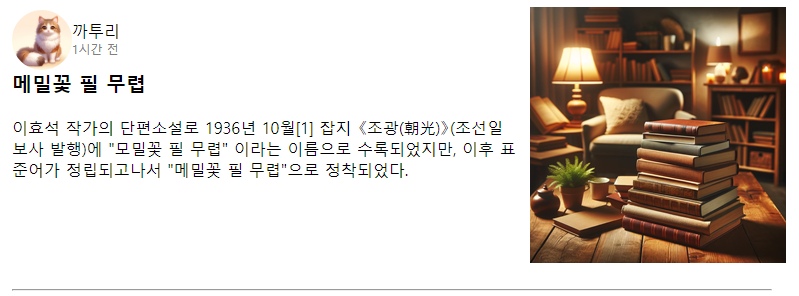 까투리
1시간 전
메밀꽃 필 무렵
이효석 작가의 단편소설로 1936년 10월[1] 잡지 《조광(朝光)》(조선일
보사 발행)에 "모밀꽃 필 무렵" 이라는 이름으로 수록되었지만, 이후 표
준어가 정립되고나서 "메밀꽃 필 무렵"으로 정착되었다.